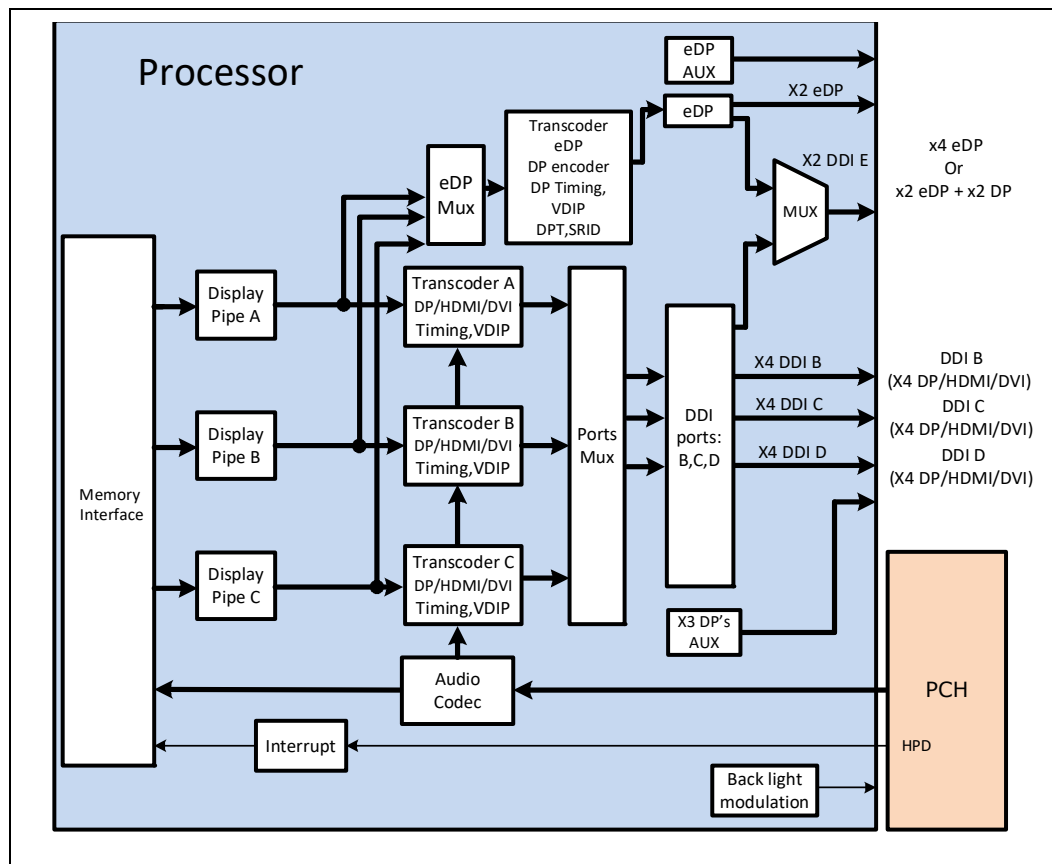 Processor
eDP
AUX
X2 eDP
eDP
Transcoder
eDP
DP encoder
DP Timing,
VDIP
DPT,SRID
eDP
Mux
X2 DDI E
MUX
x4 eDP
Or
x2 eDP + x2 DP
Memory
Interface
Display
Pipe A
Transcoder A
DP/HDMI/DVI
Timing,VDIP
Display
Pipe B
Transcoder B
DP/HDMI/DVI
Timing,VDIP
Display
Pipe C
Transcoder C
DP/HDMI/DVI
Timing,VDIP
Ports
Mux
DDI
ports:
B,C,D
X4 DDI B
X4 DDI C
X4 DDI D
DDI B
(X4 DP/HDMI/DVI)
DDI C
(X4 DP/HDMI/DVI)
DDI D
(X4 DP/HDMI/DVI)
X3 DP’s
AUX
Audio
Codec
PCH
HPD
Interrupt
Back light
modulation